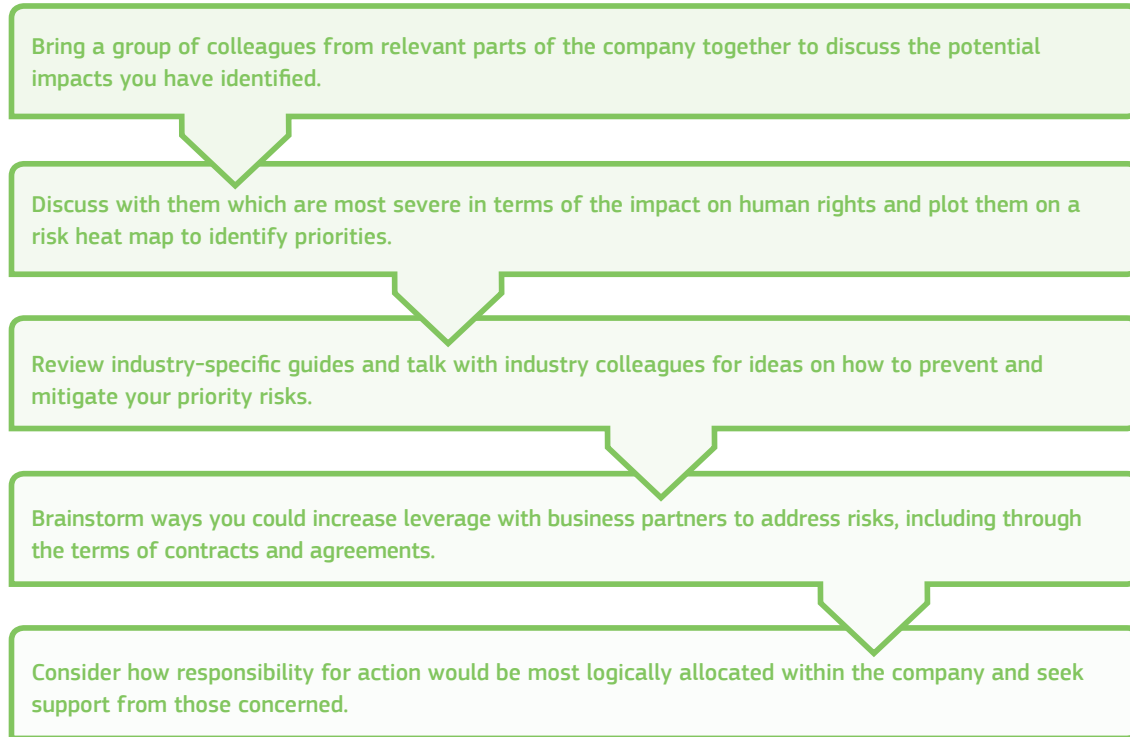 Bring a group of colleagues from relevant parts of the company together to discuss the potential
impacts you have identified.
Discuss with them which are most severe in terms of the impact on human rights and plot them on a
risk heat map to identify priorities.
Review industry-specific guides and talk with industry colleagues for ideas on how to prevent and
mitigate your priority risks.
Brainstorm ways you could increase leverage with business partners to address risks, including through
the terms of contracts and agreements.
Consider how responsibility for action would be most logically allocated within the company and seek
support from those concerned.